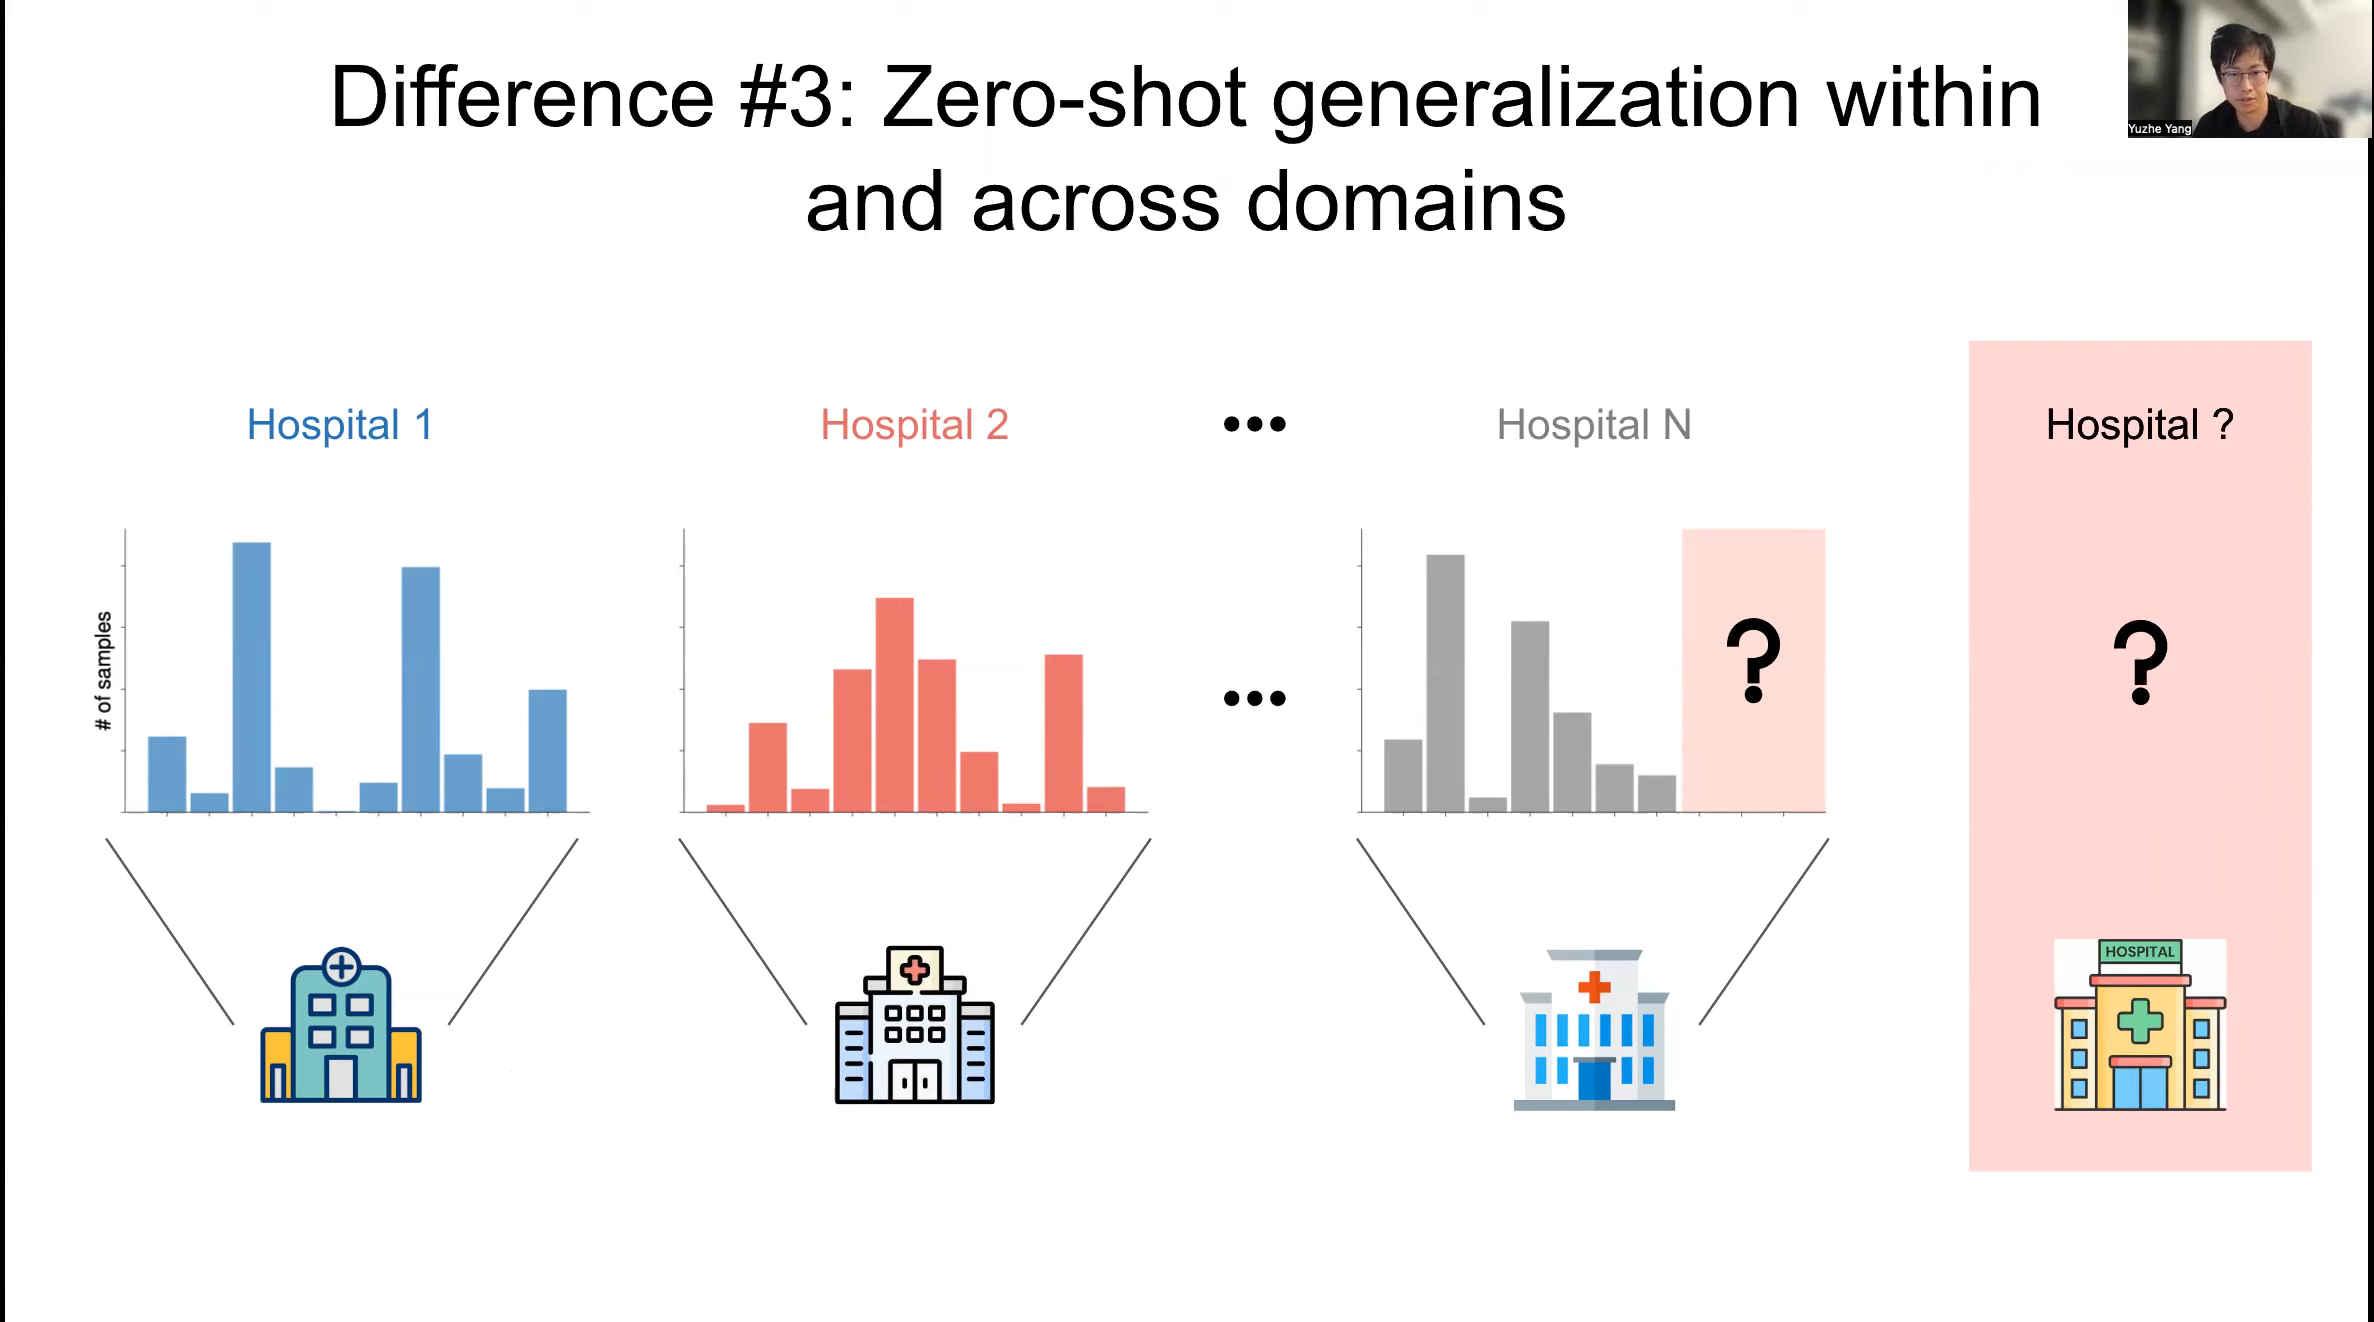 Difference #3: Zero-shot generalization within
and across domains
Yuzhe Yang
Hospital 1
Hospital 2
•••
Hospital N
Hospital ?
# of samples
•••
?
?
HOSPITAL